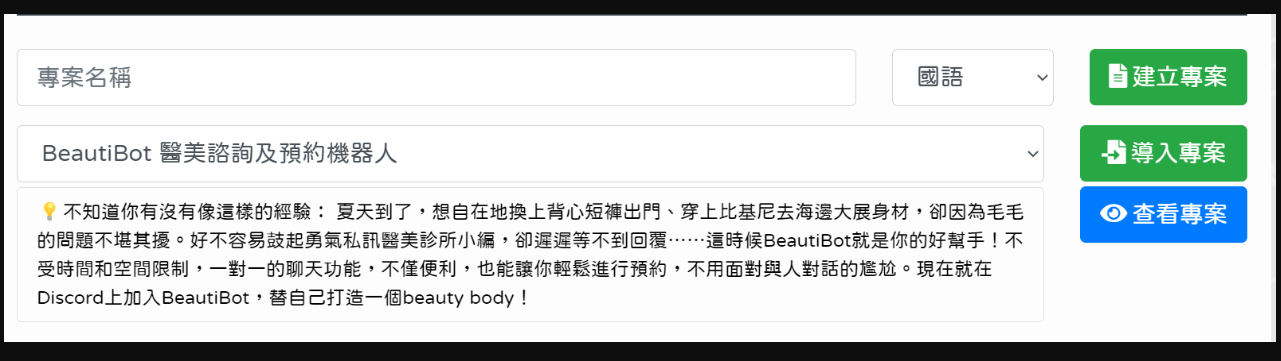 專案名稱
國語
建立專案
BeautiBot 醫美諮詢及預約機器人
導入專案
💡 不知道你有沒有像這樣的經驗： 夏天到了，想自在地換上背心短褲出門、穿上比基尼去海邊大展身材，卻因為毛毛
的問題不堪其擾。好不容易鼓起勇氣私訊醫美診所小編，卻遲遲等不到回覆⋯⋯這時候BeautiBot就是你的好幫手！不
受時間和空間限制，一對一的聊天功能，不僅便利，也能讓你輕鬆進行預約，不用面對與人對話的尷尬。現在就在
Discord上加入BeautiBot，替自己打造一個beauty body！
查看專案